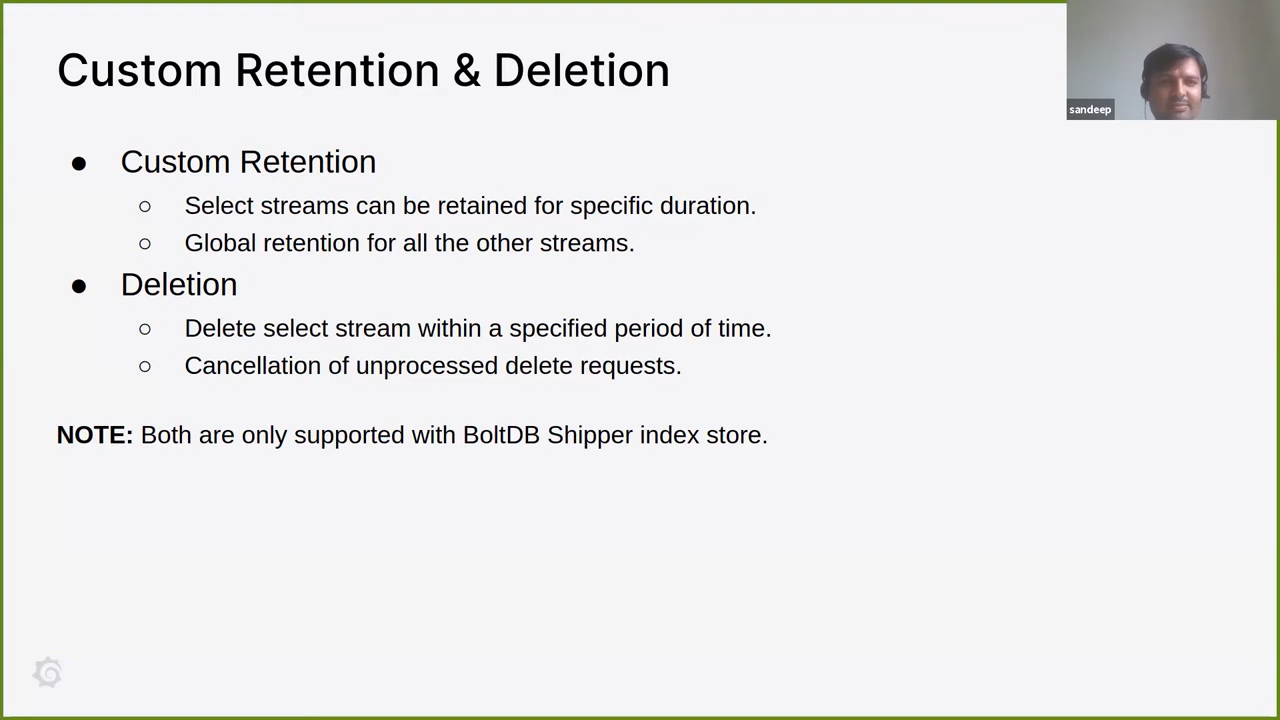 Custom Retention & Deletion
sandeep
● Custom Retention
○ Select streams can be retained for specific duration.
○ Global retention for all the other streams.
● Deletion
○ Delete select stream within a specified period of time.
○ Cancellation of unprocessed delete requests.
NOTE: Both are only supported with BoltDB Shipper index store.